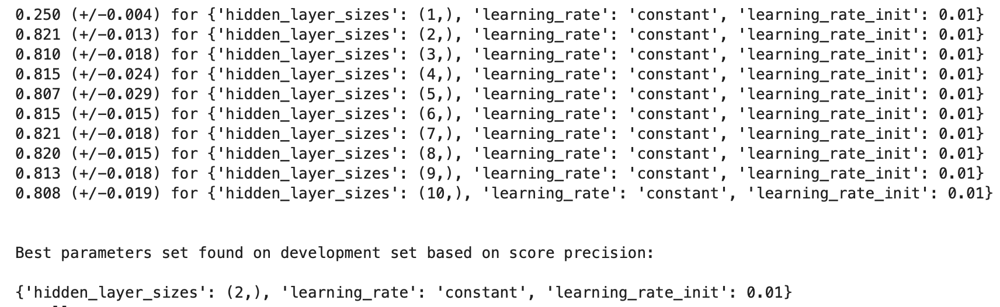 0.250 (+/-0.004) for {'hidden_layer_sizes': (1,), 'learning_rate': 'constant', 'learning_rate_init': 0.01}
0.821 (+/-0.013) for {'hidden_layer_sizes': (2,), 'learning_rate': 'constant', 'learning_rate_init': 0.01}
0.810 (+/-0.018) for {'hidden_layer_sizes': (3,), 'learning_rate': 'constant', 'learning_rate_init': 0.01}
0.815 (+/-0.024) for {'hidden_layer_sizes': (4,), 'learning_rate': 'constant', 'learning_rate_init': 0.01}
0.807 (+/-0.029) for {'hidden_layer_sizes': (5,), 'learning_rate': 'constant', 'learning_rate_init': 0.01}
0.815 (+/-0.015) for {'hidden_layer_sizes': (6,), 'learning_rate': 'constant', 'learning_rate_init': 0.01}
0.821 (+/-0.018) for {'hidden_layer_sizes': (7,), 'learning_rate': 'constant', 'learning_rate_init': 0.01}
0.820 (+/-0.015) for {'hidden_layer_sizes': (8,), 'learning_rate': 'constant', 'learning_rate_init': 0.01}
0.813 (+/-0.018) for {'hidden_layer_sizes': (9,), 'learning_rate': 'constant', 'learning_rate_init': 0.01}
0.808 (+/-0.019) for {'hidden_layer_sizes': (10,), 'learning_rate': 'constant', 'learning_rate_init': 0.01}
Best parameters set found on development set based on score precision:
{'hidden_layer_sizes': (2,), 'learning_rate': 'constant', 'learning_rate_init': 0.01}